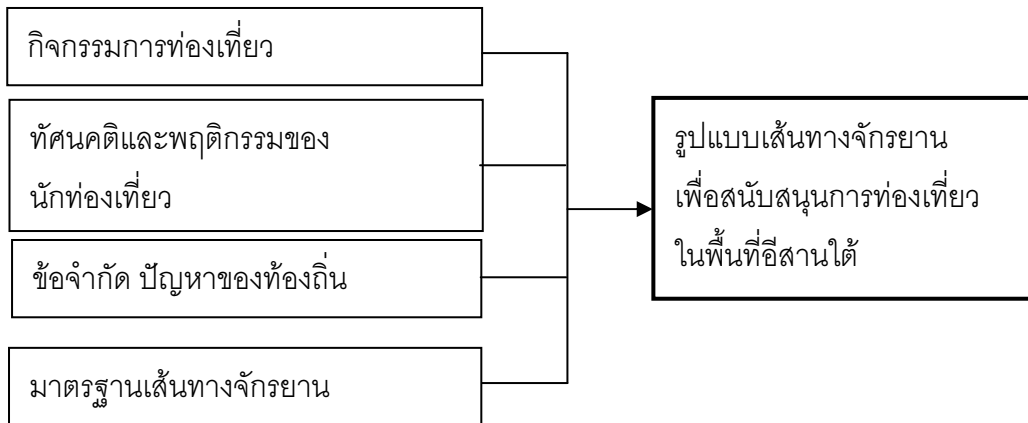 กิจกรรมการท่องเที่ยว
ทัศนคติและพฤติกรรมของ
นักท่องเที่ยว
ข้อจำกัด ปัญหาของท้องถิ่น
มาตรฐานเส้นทางจักรยาน
รูปแบบเส้นทางจักรยาน
เพื่อสนับสนุนการท่องเที่ยว
ในพื้นที่อีสานใต้